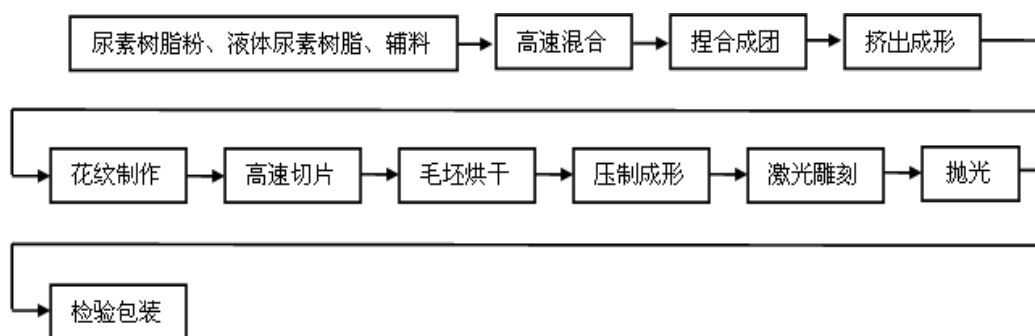 尿素树脂粉、液体尿素树脂、辅料
高速混合
捏合成团
挤出成形
花纹制作
高速切片
毛坯烘干
压制成形
激光雕刻
抛光
检验包装